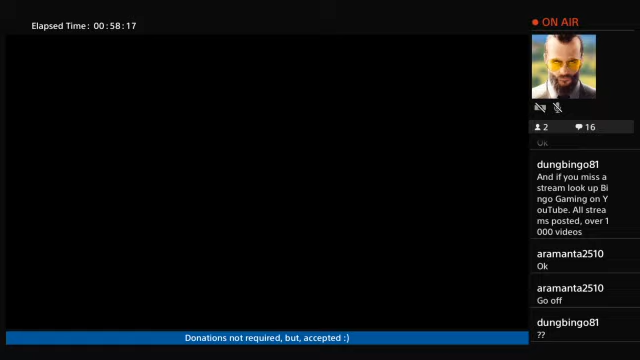 Elapsed Time: 00:58:17
ON AIR
2 16
Ok
dungbingo81
And if you miss a
stream look up Bi
ngo Gaming on Y
ouTube. All strea
ms posted, over 1
000 videos
aramanta2510
Ok
aramanta2510
Go off
dungbingo81
??
Donations not required, but, accepted :)